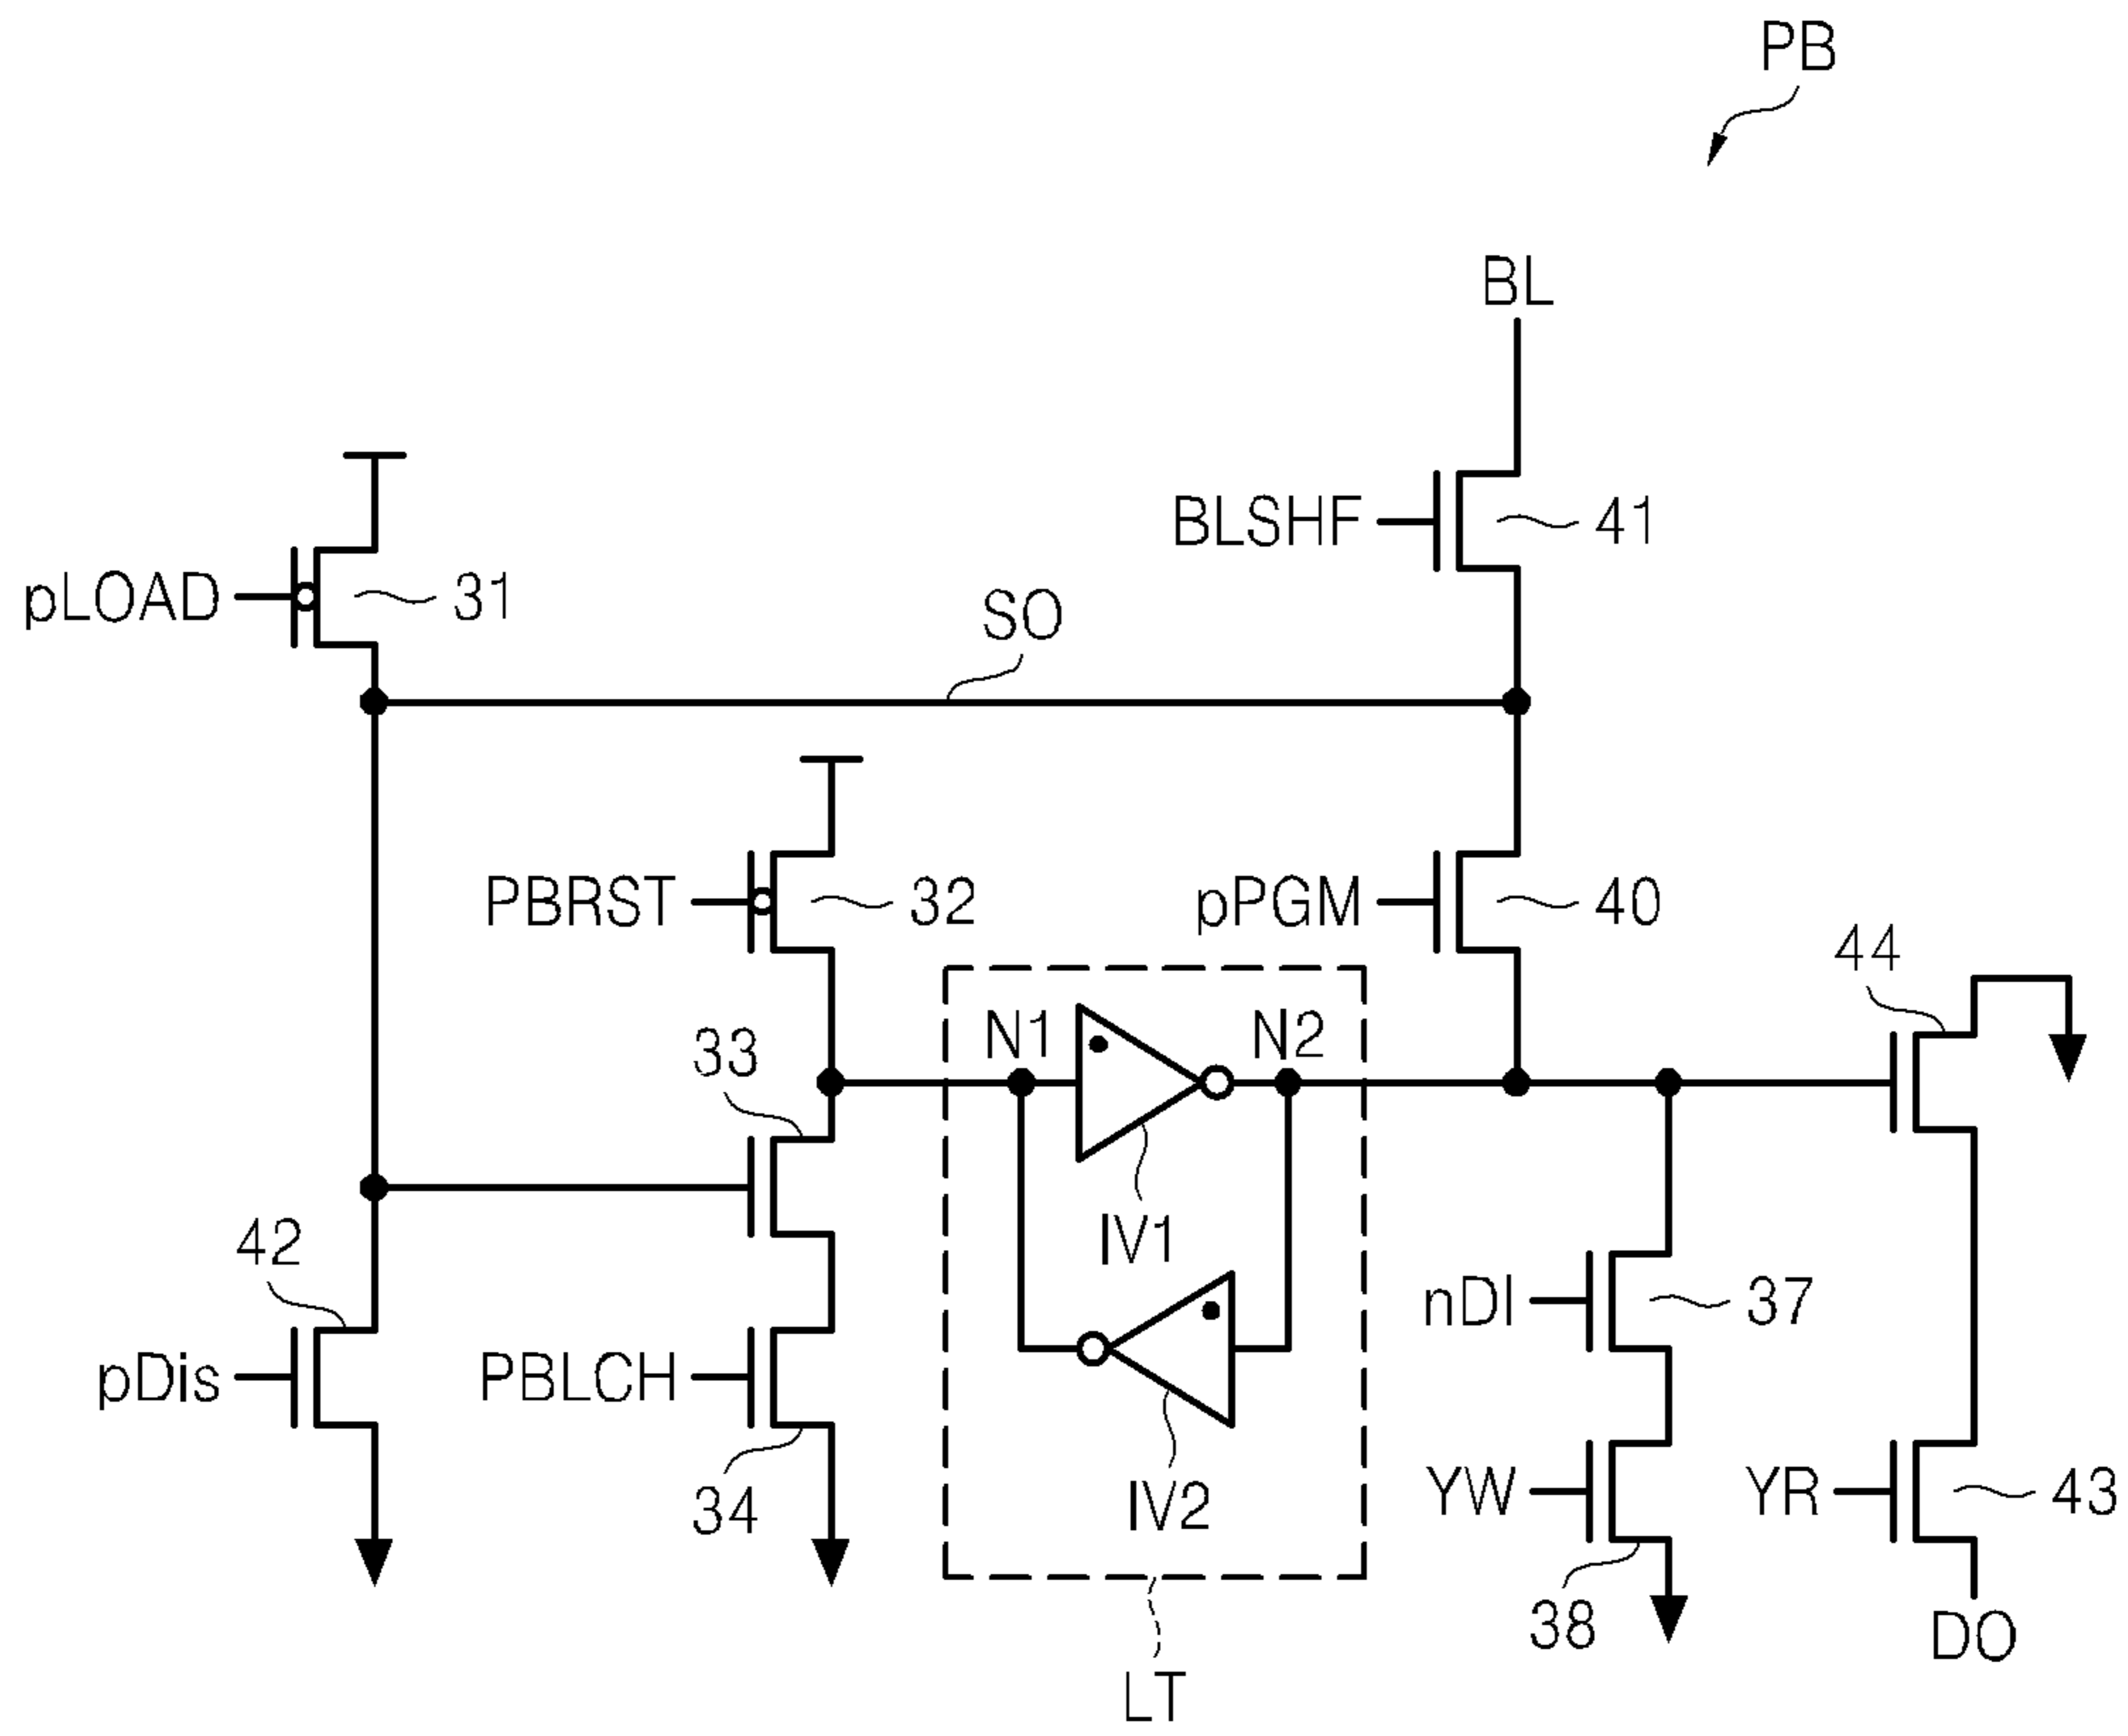 PB
BL
BLSHF
41
pLOAD
31
SO
PBRST
32
pPGM
40
44
33
N1
N2
IV1
42
nDI
37
pDis
PBLCH
34
IV2
YW
YR
43
38
DO
LT